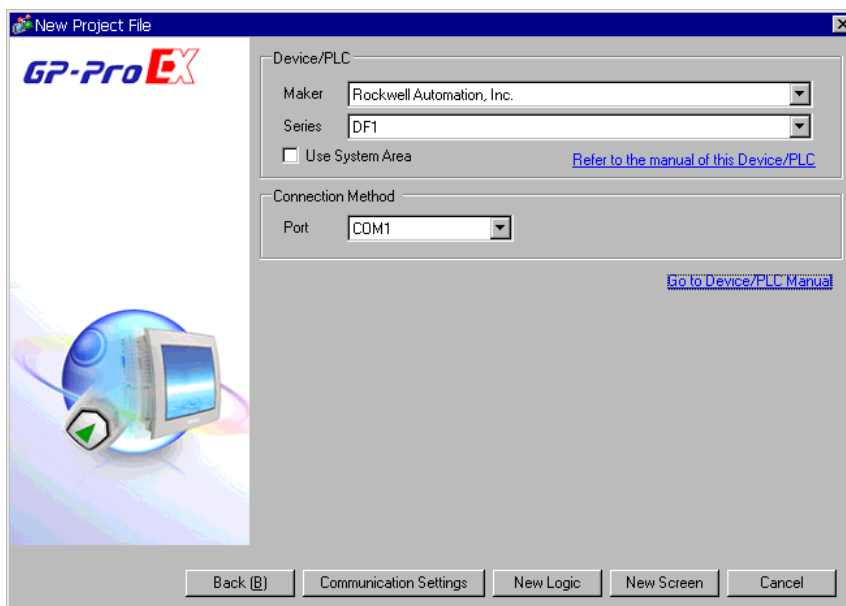 New Project File
GP-Pro EX
Device/PLC
Maker Rockwell Automation, Inc.
Series DF1
Use System Area Refer to the manual of this Device/PLC
Connection Method
Port COM1
Go to Device/PLC Manual
Back (B) Communication Settings New Logic New Screen Cancel